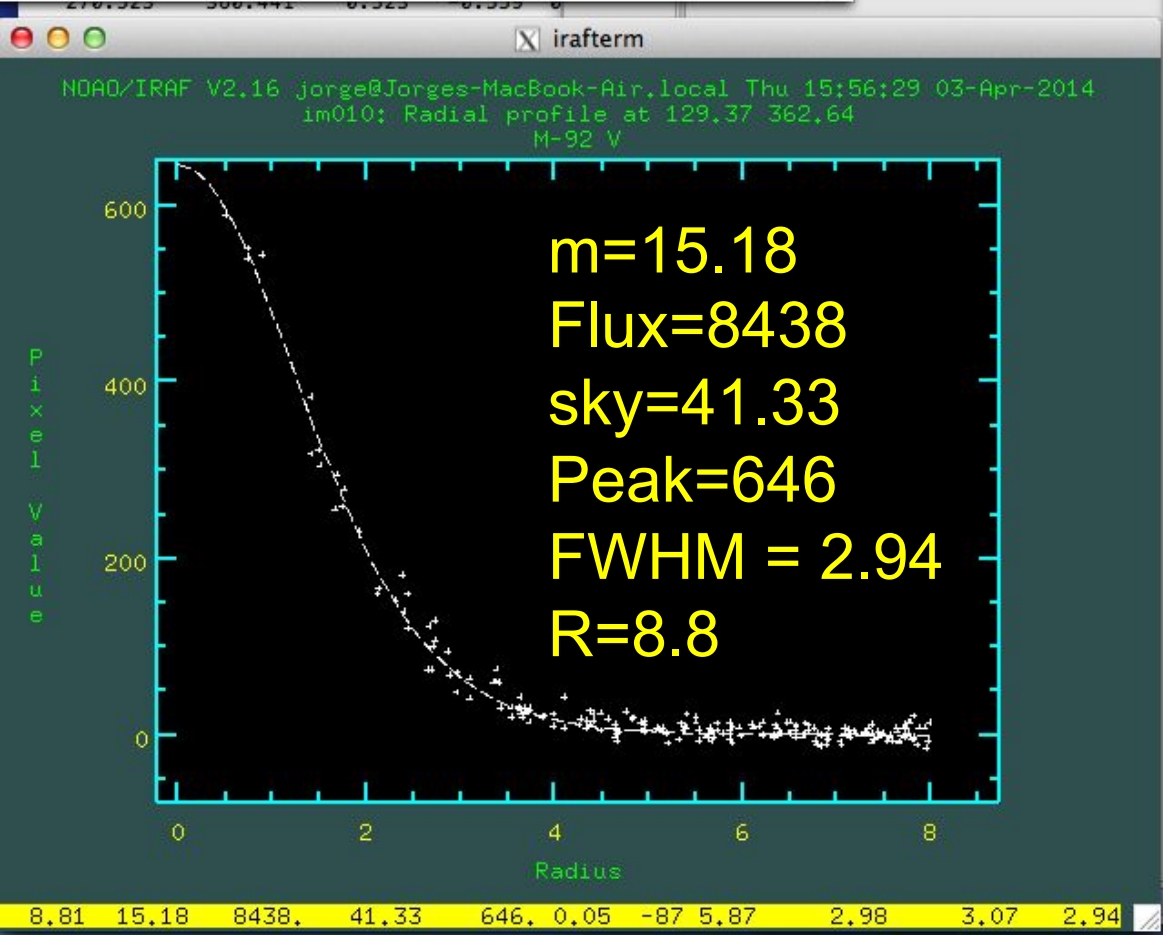 irafterm
NOAO/IRAF V2.16 jorge@Jorges-MacBook-Air.local Thu 15:56:29 03-Apr-2014
im010: Radial profile at 129.37 362.64
M-92 V
600
400
200
0
Pixel Value
m=15.18
Flux=8438
sky=41.33
Peak=646
FWHM = 2.94
R=8.8
0 2 4 6 8
Radius
8.81 15.18 8438. 41.33 646. 0.05 -87 5.87 2.98 3.07 2.94